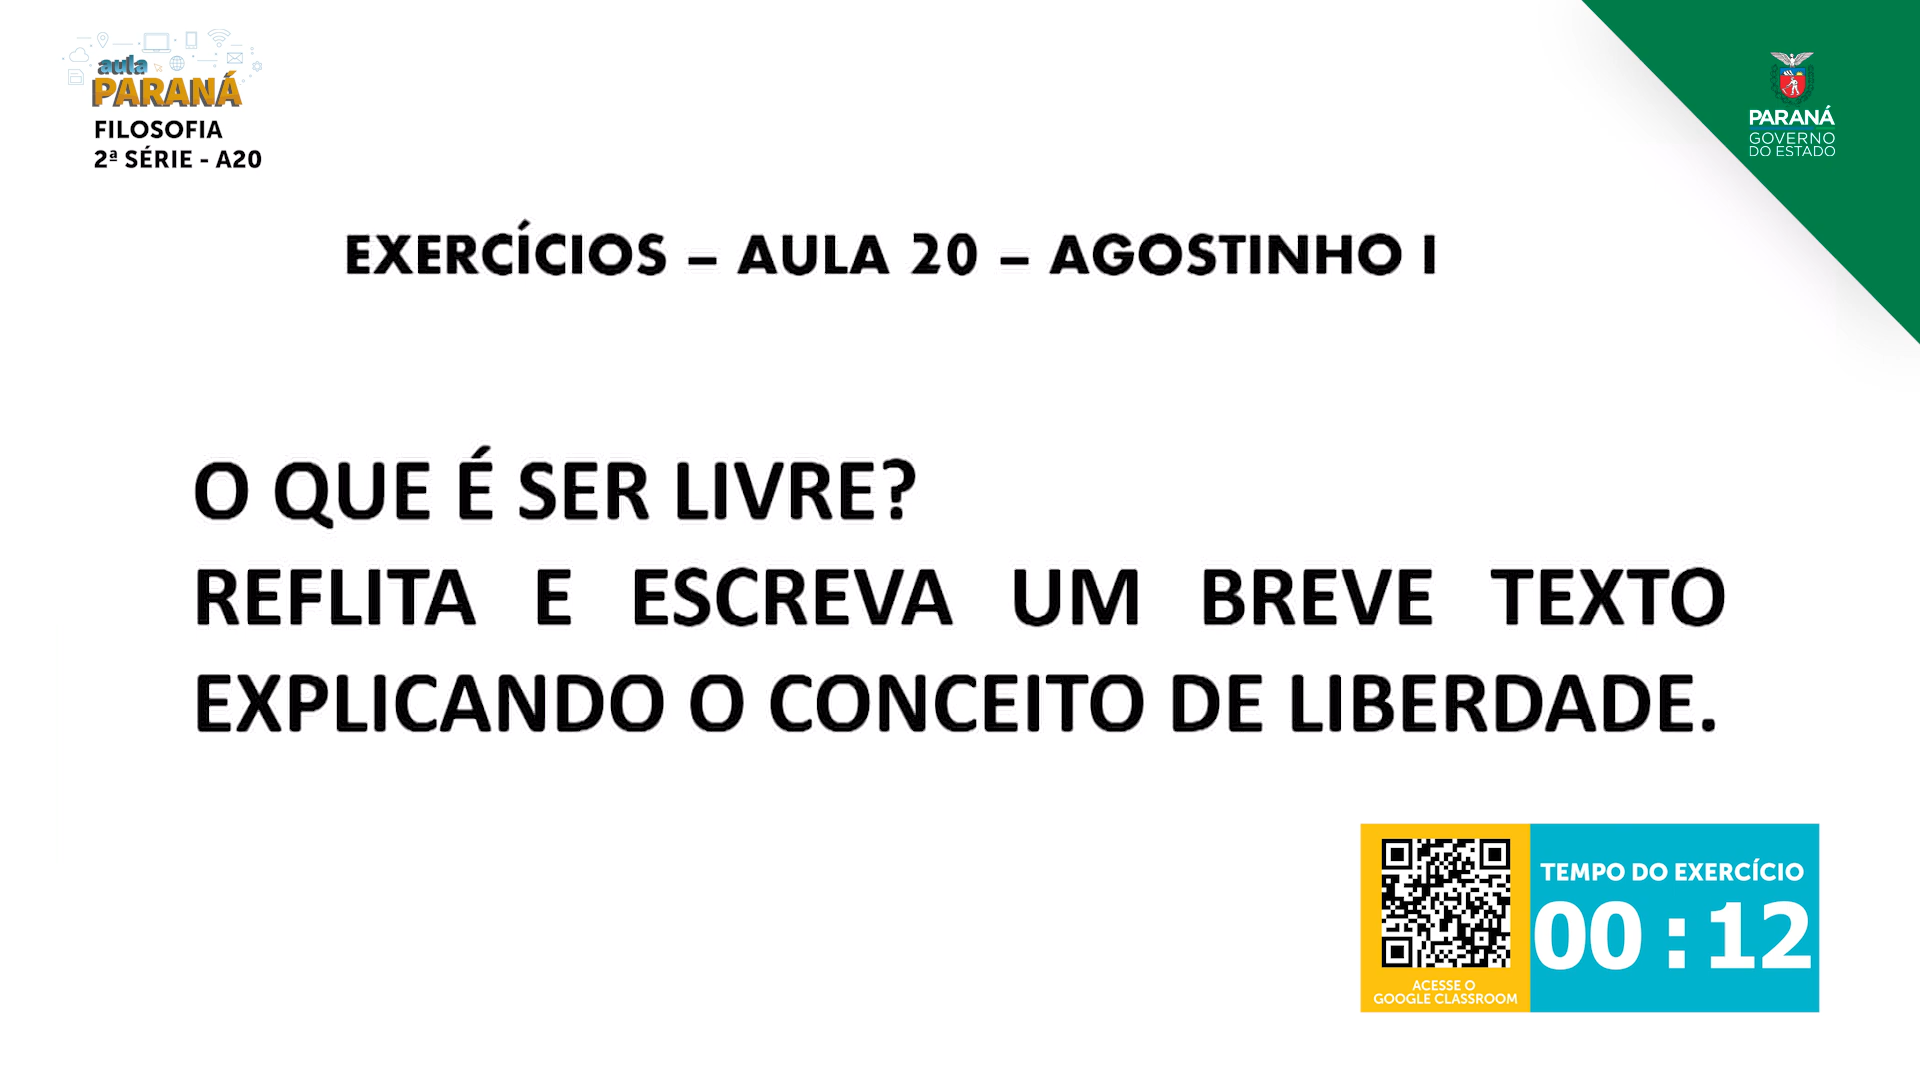 aula
PARANÁ
FILOSOFIA
2ª SÉRIE - A20
PARANÁ
GOVERNO
DO ESTADO
EXERCÍCIOS – AULA 20 – AGOSTINHO I
O QUE É SER LIVRE?
REFLITA E ESCREVA UM BREVE TEXTO
EXPLICANDO O CONCEITO DE LIBERDADE.
TEMPO DO EXERCÍCIO
00 : 12
ACESSE O
GOOGLE CLASSROOM